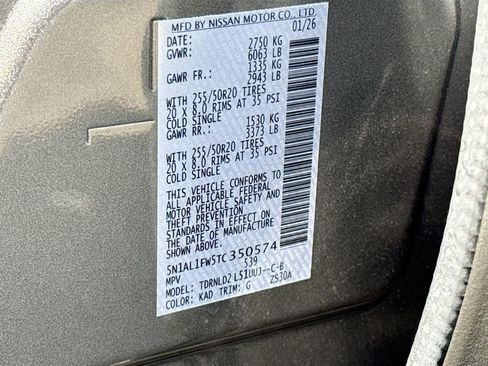 MFD BY NISSAN MOTOR CO., LTD.
DATE: 01/26
GVWR: 2750 KG
6063 LB
GAWR FR.: 1335 KG
2943 LB
WITH 255/50R20 TIRES
20 X 8.0 RIMS AT 35 PSI
COLD SINGLE
GAWR RR.: 1530 KG
3373 LB
WITH 255/50R20 TIRES
20 X 8.0 RIMS AT 35 PSI
COLD SINGLE
THIS VEHICLE CONFORMS TO
ALL APPLICABLE FEDERAL
MOTOR VEHICLE SAFETY AND
THEFT PREVENTION
STANDARDS IN EFFECT ON
THE DATE OF MANUFACTURE
SHOWN ABOVE.
5N1AL1FW5TC350574
MPV 539
MODEL: TDRNLD2 L51UUJ--C-B
COLOR: KAD TRIM: G ZS30A